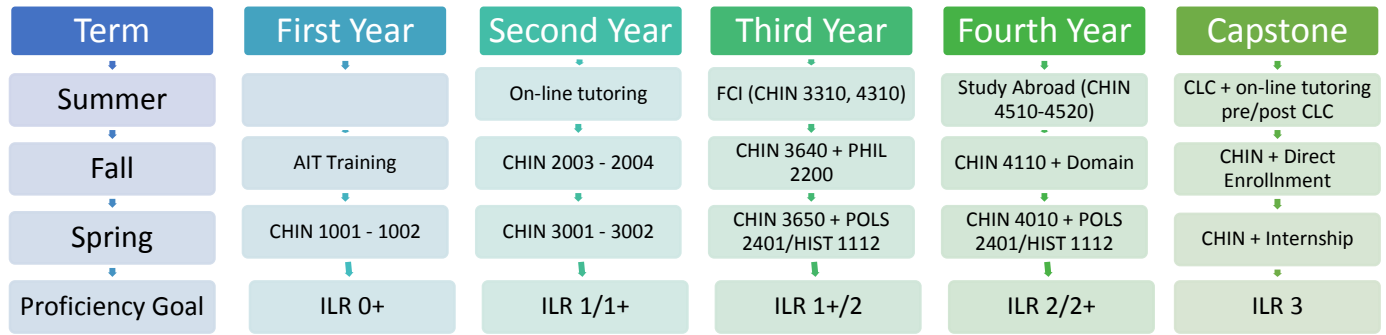 Term
First Year
Second Year
Third Year
Fourth Year
Capstone
Summer
On-line tutoring
FCI (CHIN 3310, 4310)
Study Abroad (CHIN
4510-4520)
CLC + on-line tutoring
pre/post CLC
Fall
AIT Training
CHIN 2003 - 2004
CHIN 3640 + PHIL
2200
CHIN 4110 + Domain
CHIN + Direct
Enrollnment
Spring
CHIN 1001 - 1002
CHIN 3001 - 3002
CHIN 3650 + POLS
2401/HIST 1112
CHIN 4010 + POLS
2401/HIST 1112
CHIN + Internship
Proficiency Goal
ILR 0+
ILR 1/1+
ILR 1+/2
ILR 2/2+
ILR 3